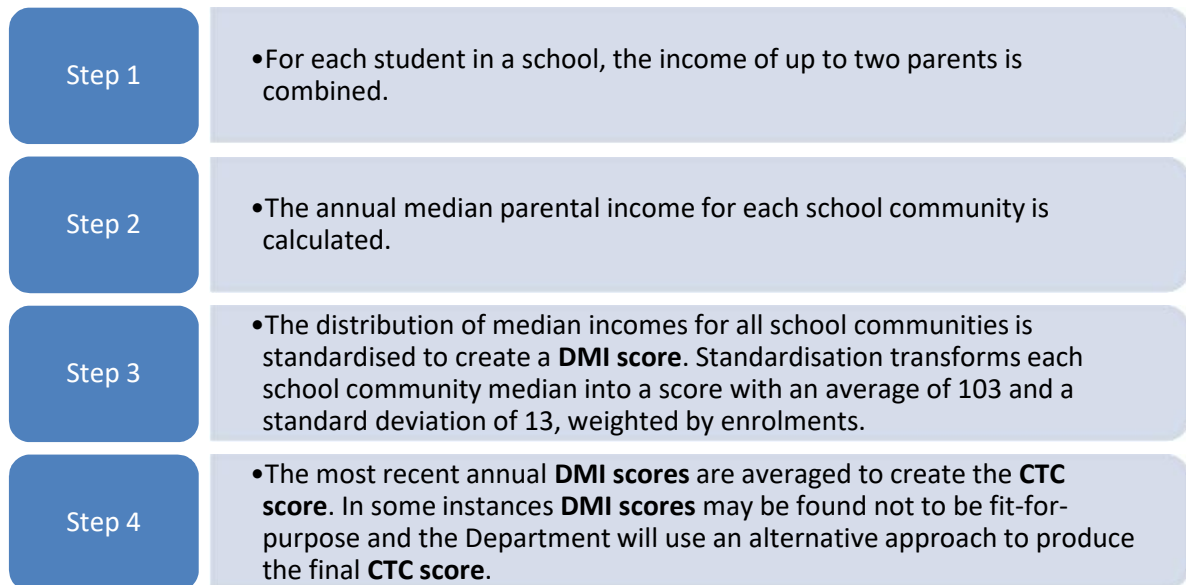 Step 1
•For each student in a school, the income of up to two parents is
combined.
Step 2
•The annual median parental income for each school community is
calculated.
Step 3
•The distribution of median incomes for all school communities is
standardised to create a DMI score. Standardisation transforms each
school community median into a score with an average of 103 and a
standard deviation of 13, weighted by enrolments.
Step 4
•The most recent annual DMI scores are averaged to create the CTC
score. In some instances DMI scores may be found not to be fit-for-
purpose and the Department will use an alternative approach to produce
the final CTC score.